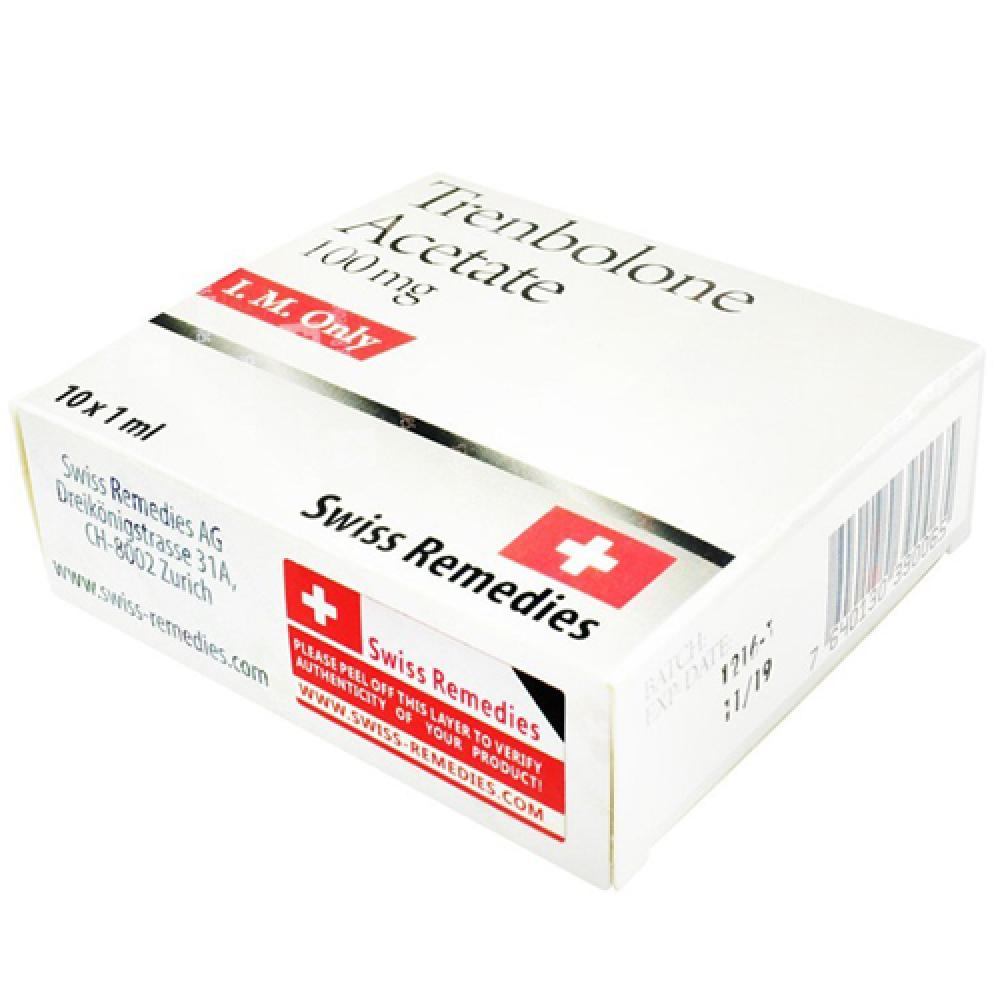 Trenbolone
Acetate
100mg
I. M. Only
10 x 1 ml
Swiss Remedies
Swiss Remedies AG
Dreikönigstrasse 31A,
CH-8002 Zurich
www.swiss-remedies.com
Swiss Remedies
PLEASE PEEL OFF THIS LAYER TO VERIFY
AUTHENTICITY OF YOUR PRODUCT!
WWW.SWISS-REMEDIES.COM
BATCH:
EXP. DATE:
11/19